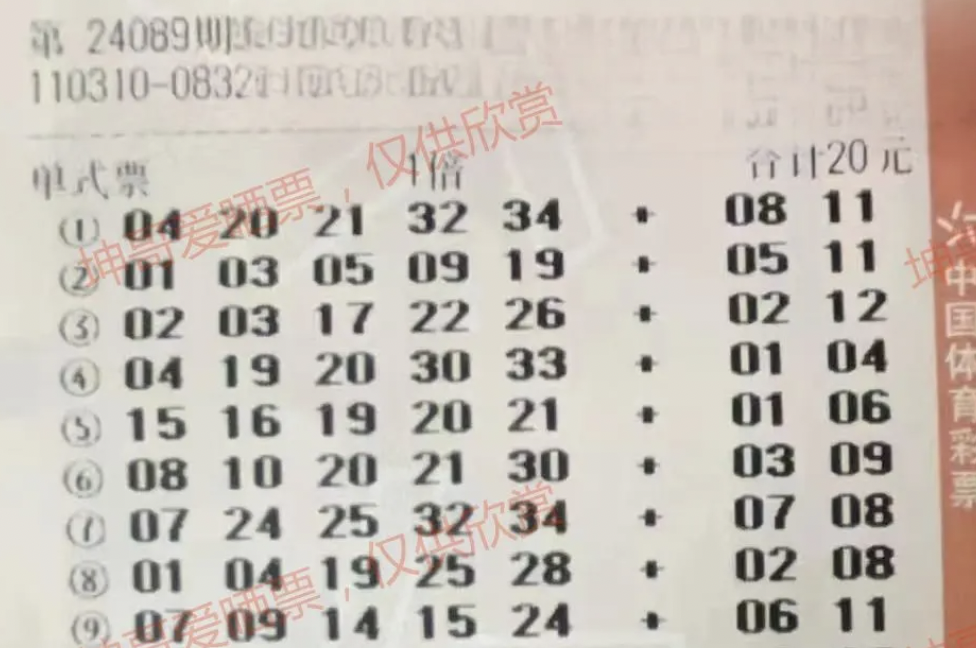 第 24089期
110310-0832
单式票 1倍 合计20元
① 04 20 21 32 34 + 08 11
② 01 03 05 09 19 + 05 11
③ 02 03 17 22 26 + 02 12
④ 04 19 20 30 33 + 01 04
⑤ 15 16 19 20 21 + 01 06
⑥ 08 10 20 21 30 + 03 09
⑦ 07 24 25 32 34 + 07 08
⑧ 01 04 19 25 28 + 02 08
⑨ 07 09 14 15 24 + 06 11
中国体育彩票
坤哥爱晒票，仅供欣赏
坤哥爱晒票，仅供欣赏